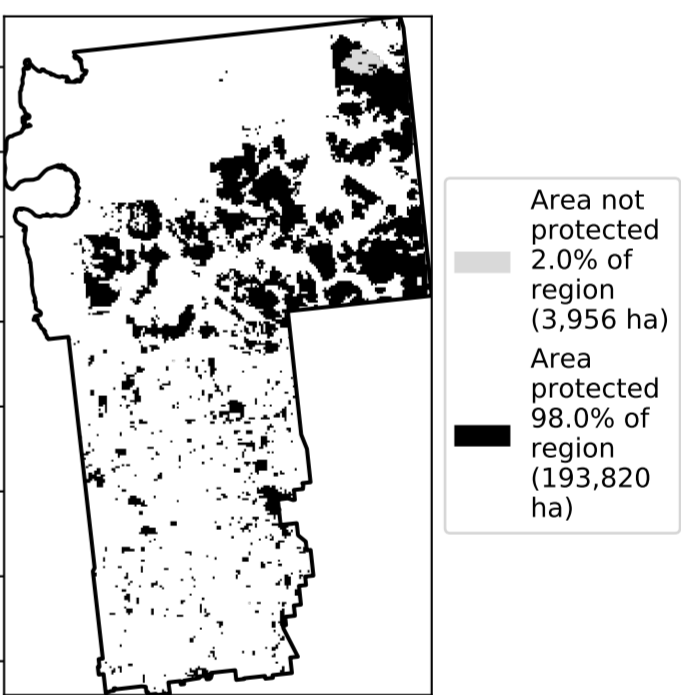 Area not
protected
2.0% of
region
(3,956 ha)
Area
protected
98.0% of
region
(193,820
ha)